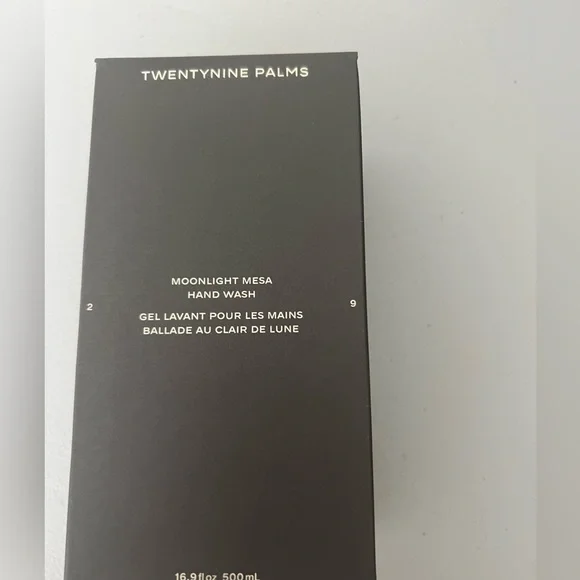 TWENTYNINE PALMS
MOONLIGHT MESA
HAND WASH
2
9
GEL LAVANT POUR LES MAINS
BALLADE AU CLAIR DE LUNE
16.9 fl oz 500 mL